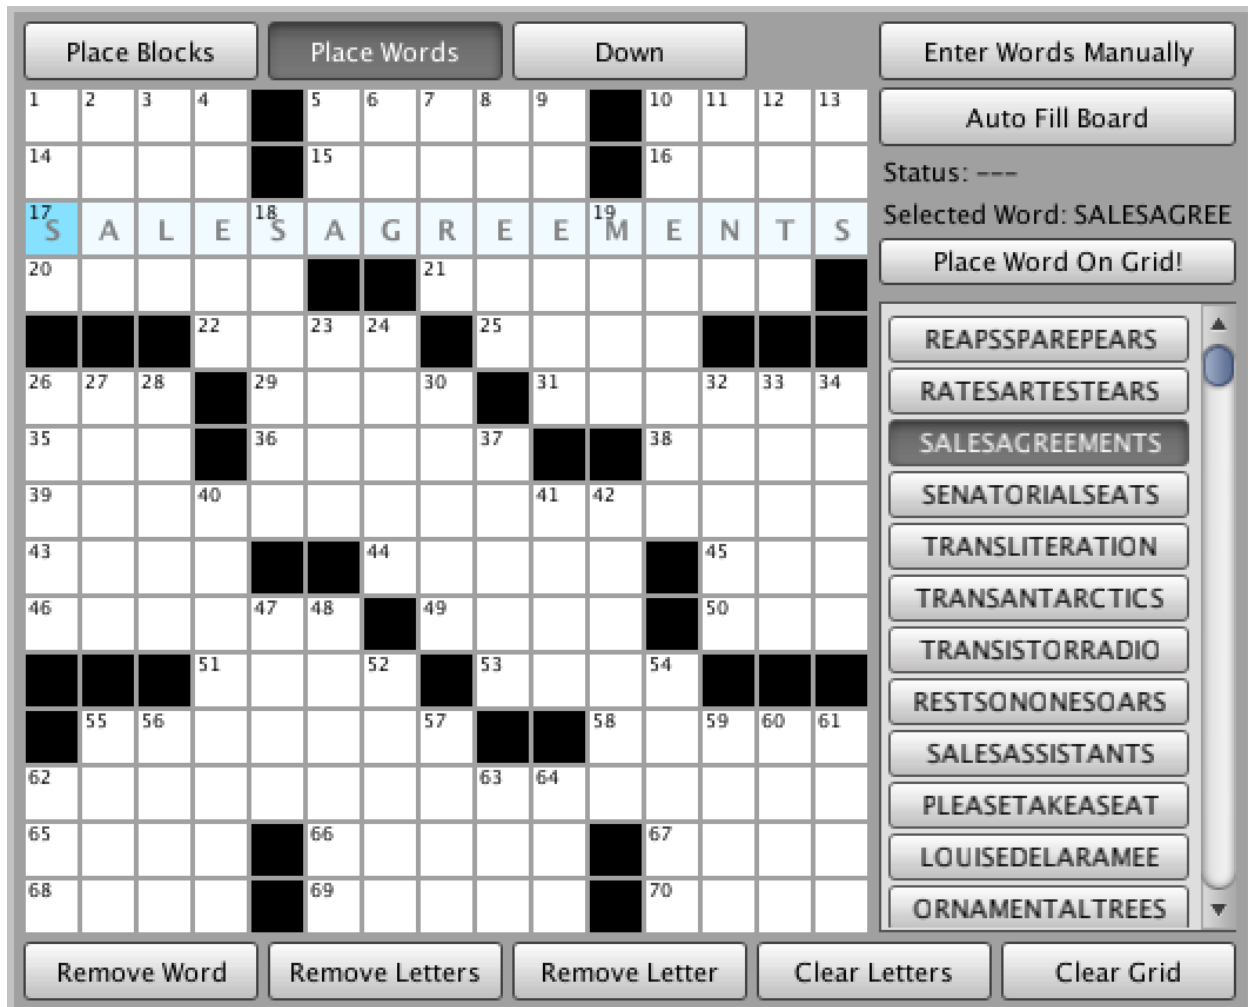 Place Blocks Place Words Down Enter Words Manually
1 2 3 4 5 6 7 8 9 10 11 12 13
Auto Fill Board
14 15 16
Status: ---
17 S A L E 18 S A G R E E 19 M E N T S
Selected Word: SALESAGREE
20 21
Place Word On Grid!
22 23 24 25
REAPSSPAREPEARS
26 27 28 29 30 31 32 33 34
RATESARTESTEARS
35 36 37 38
SALESAGREEMENTS
39 40 41 42
SENATORIALSEATS
43 44 45
TRANSLITERATION
46 47 48 49 50
TRANSANTARCTICS
51 52 53 54
TRANSISTORRADIO
55 56 57 58 59 60 61
RESTSONONESOARS
62 63 64
SALESASSISTANTS
PLEASETAKEASEAT
65 66 67
LOUISEDELARAMEE
68 69 70
ORNAMENTALTREES
Remove Word Remove Letters Remove Letter Clear Letters Clear Grid